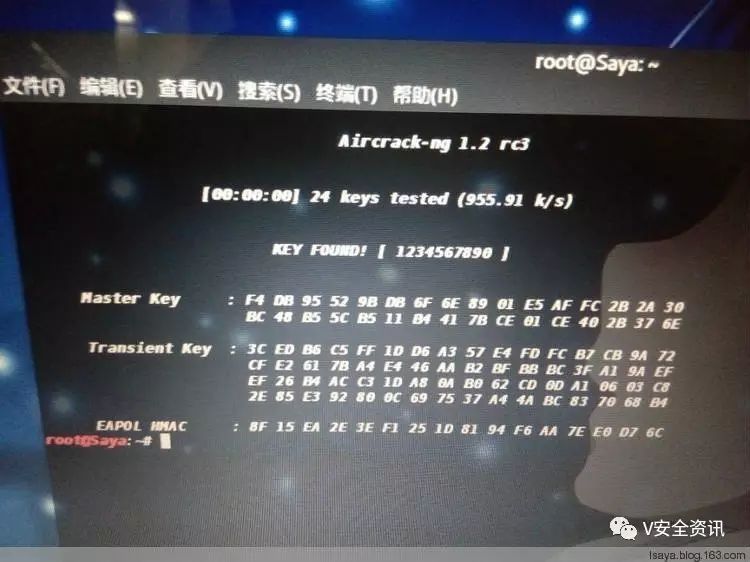 root@Saya: ~
文件(F) 编辑(E) 查看(V) 搜索(S) 终端(T) 帮助(H)
Aircrack-ng 1.2 rc3
[00:00:00] 24 keys tested (955.91 k/s)
KEY FOUND! [ 1234567890 ]
Master Key : F4 DB 95 52 9B DB 6F 6E 89 01 E5 AF FC 2B 2A 30
BC 48 B5 5C B5 11 B4 41 7B CE 01 CE 40 2B 37 6E
Transient Key : 3C ED B6 C5 FF 1D D6 A3 57 E4 FD FC B7 CB 9A 72
CF E2 61 7B A4 E4 46 AA B2 BF BB BC 3F A1 9A EF
EF 26 B4 AC C3 1D A8 0A B0 62 CD 0D A1 06 03 C8
2E 85 E3 92 80 0C 69 75 37 A4 4A BC 83 70 68 B4
EAPOL HMAC : 8F 15 EA 2E 3E F1 25 1D 81 94 F6 AA 7E E0 D7 6C
root@Saya:~#
V安全资讯
lsaya.blog.163.com